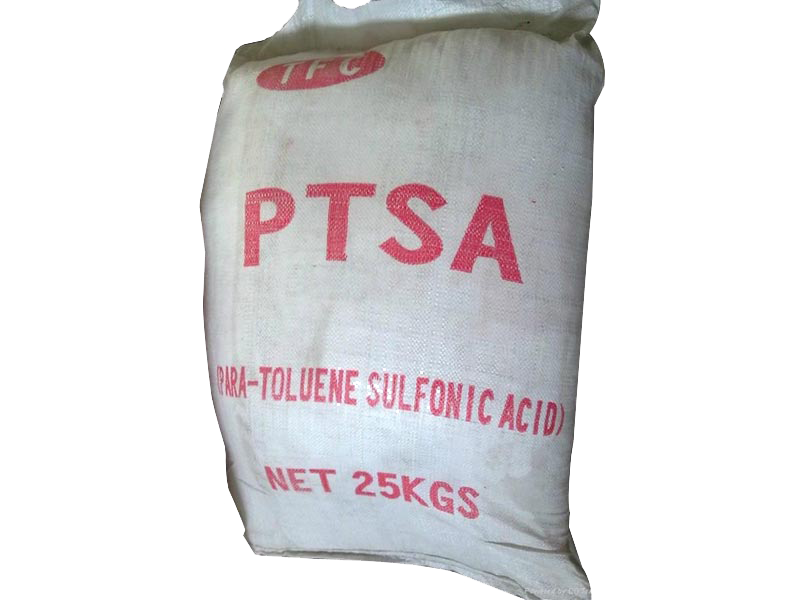 TFC
PTSA
(PARA-TOLUENE SULFONIC ACID)
NET 25KGS